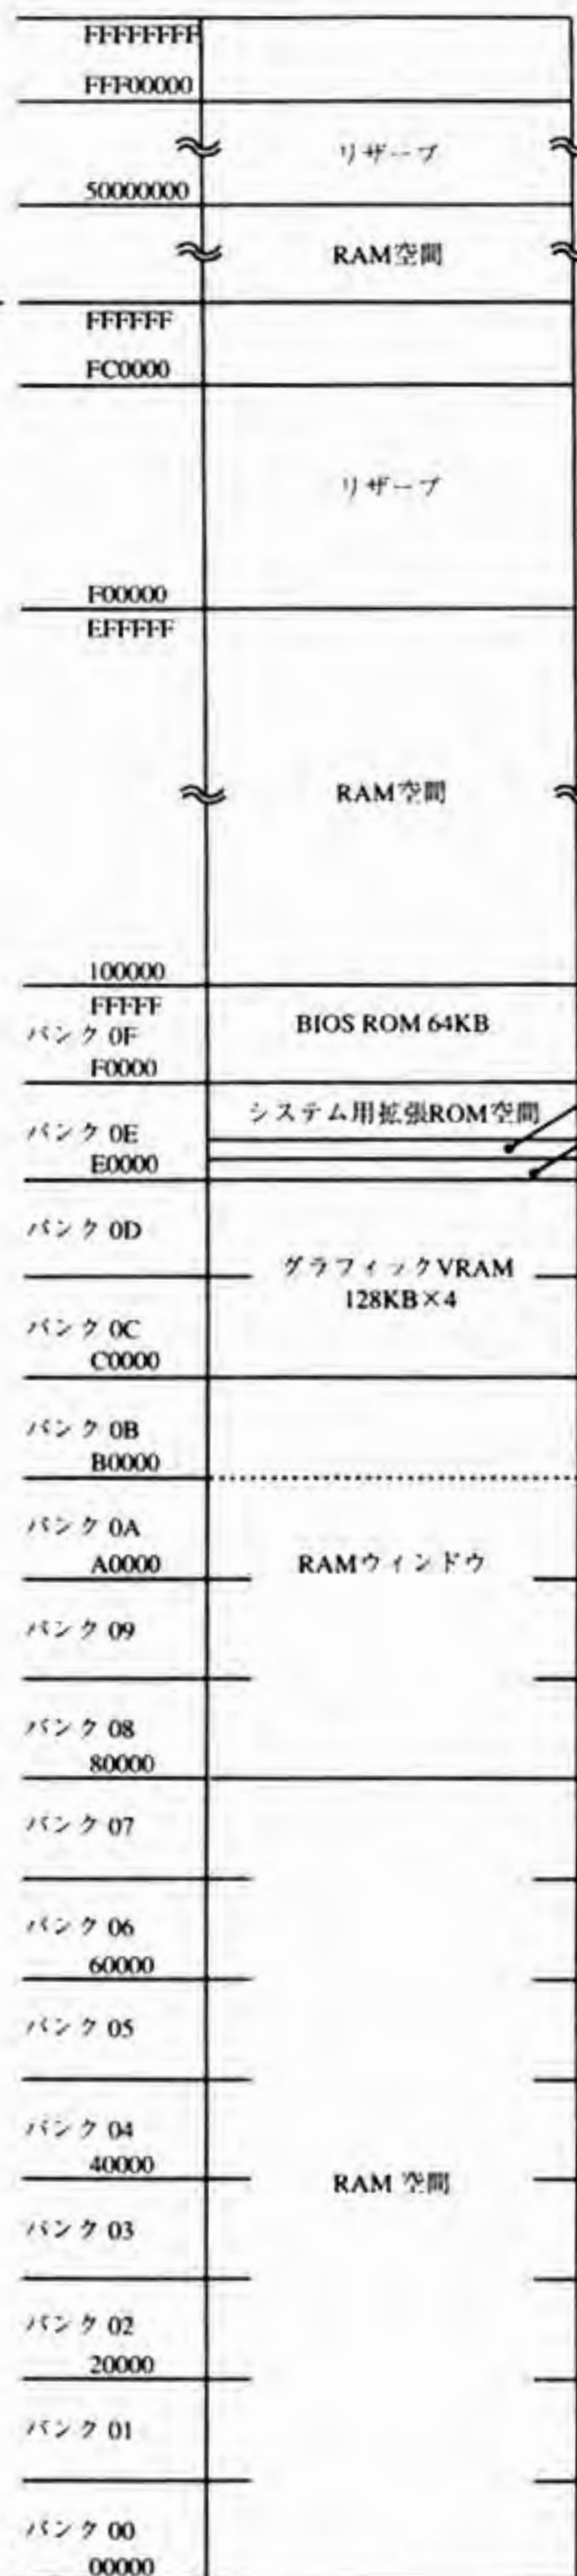 FFFFFFFF
FFF00000
リザーブ
50000000
RAM空間
FFFFFF
FC0000
リザーブ
F00000
EFFFFF
RAM空間
100000
FFFFF
バンク 0F
BIOS ROM 64KB
F0000
システム用拡張ROM空間
バンク 0E
E0000
バンク 0D
グラフィックVRAM
128KB×4
バンク 0C
C0000
バンク 0B
B0000
バンク 0A
A0000
RAMウィンドウ
バンク 09
バンク 08
80000
バンク 07
バンク 06
60000
バンク 05
バンク 04
40000
RAM 空間
バンク 03
バンク 02
20000
バンク 01
バンク 00
00000